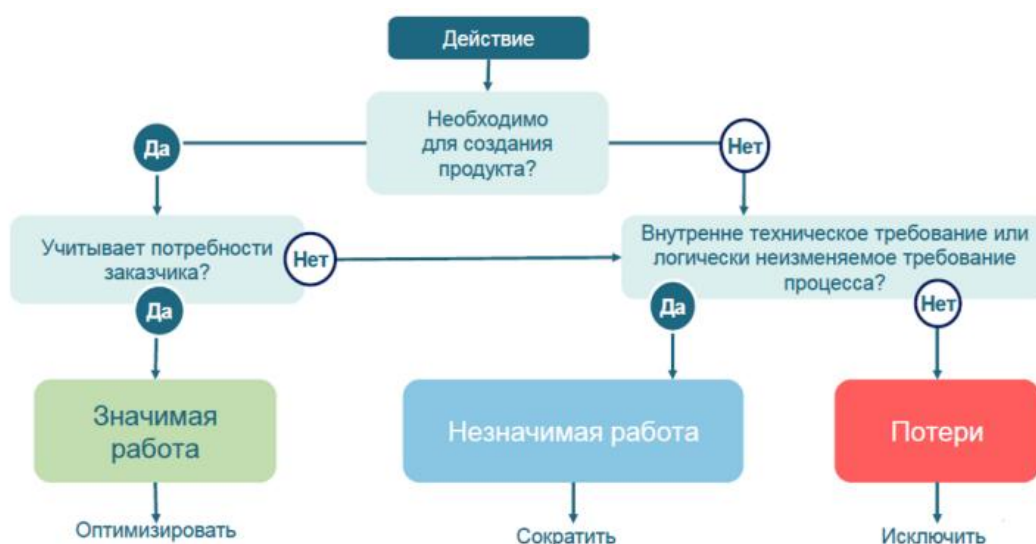 Действие
Необходимо
для создания
продукта?
Да
Нет
Учитывает потребности
заказчика?
Нет
Внутренне техническое требование или
логически неизменяемое требование
процесса?
Да
Да
Нет
Значимая
работа
Незначимая работа
Потери
Оптимизировать
Сократить
Исключить